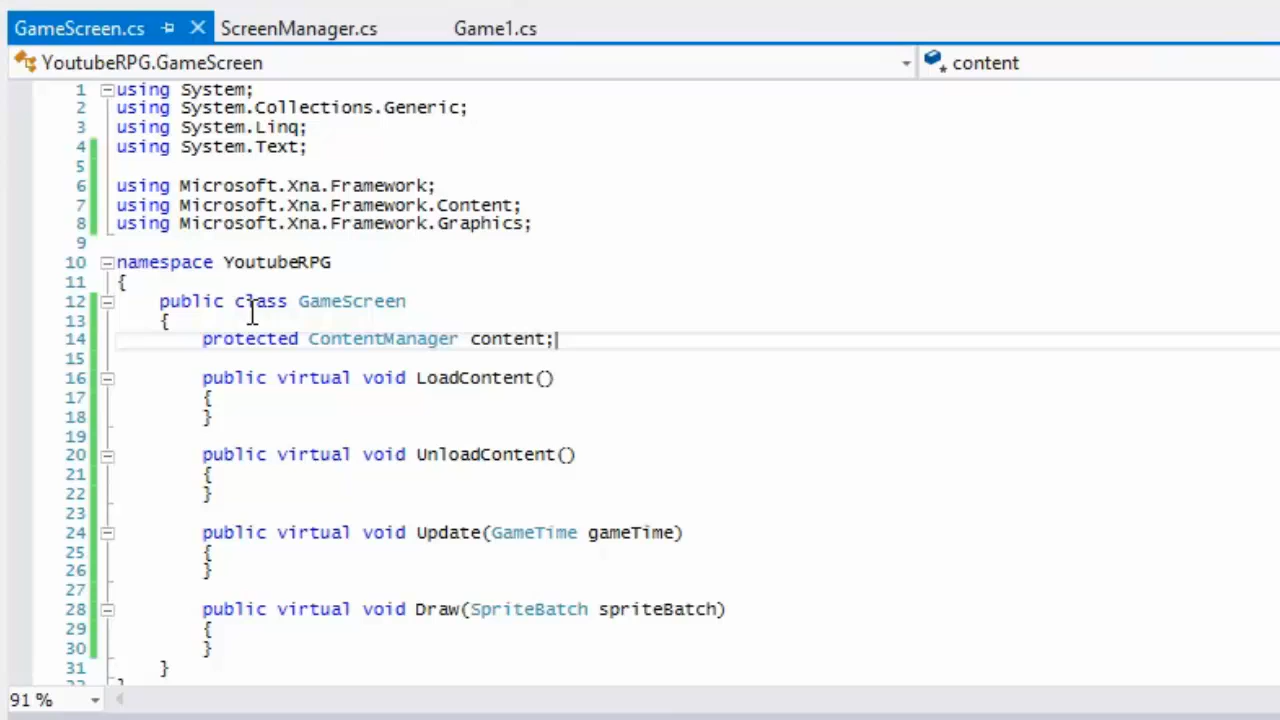 GameScreen.cs ScreenManager.cs Game1.cs
YoutubeRPG.GameScreen content
1 using System;
2 using System.Collections.Generic;
3 using System.Linq;
4 using System.Text;
5
6 using Microsoft.Xna.Framework;
7 using Microsoft.Xna.Framework.Content;
8 using Microsoft.Xna.Framework.Graphics;
9
10 namespace YoutubeRPG
11 {
12 public class GameScreen
13 {
14 protected ContentManager content;
15
16 public virtual void LoadContent()
17 {
18 }
19
20 public virtual void UnloadContent()
21 {
22 }
23
24 public virtual void Update(GameTime gameTime)
25 {
26 }
27
28 public virtual void Draw(SpriteBatch spriteBatch)
29 {
30 }
31 }
91 %